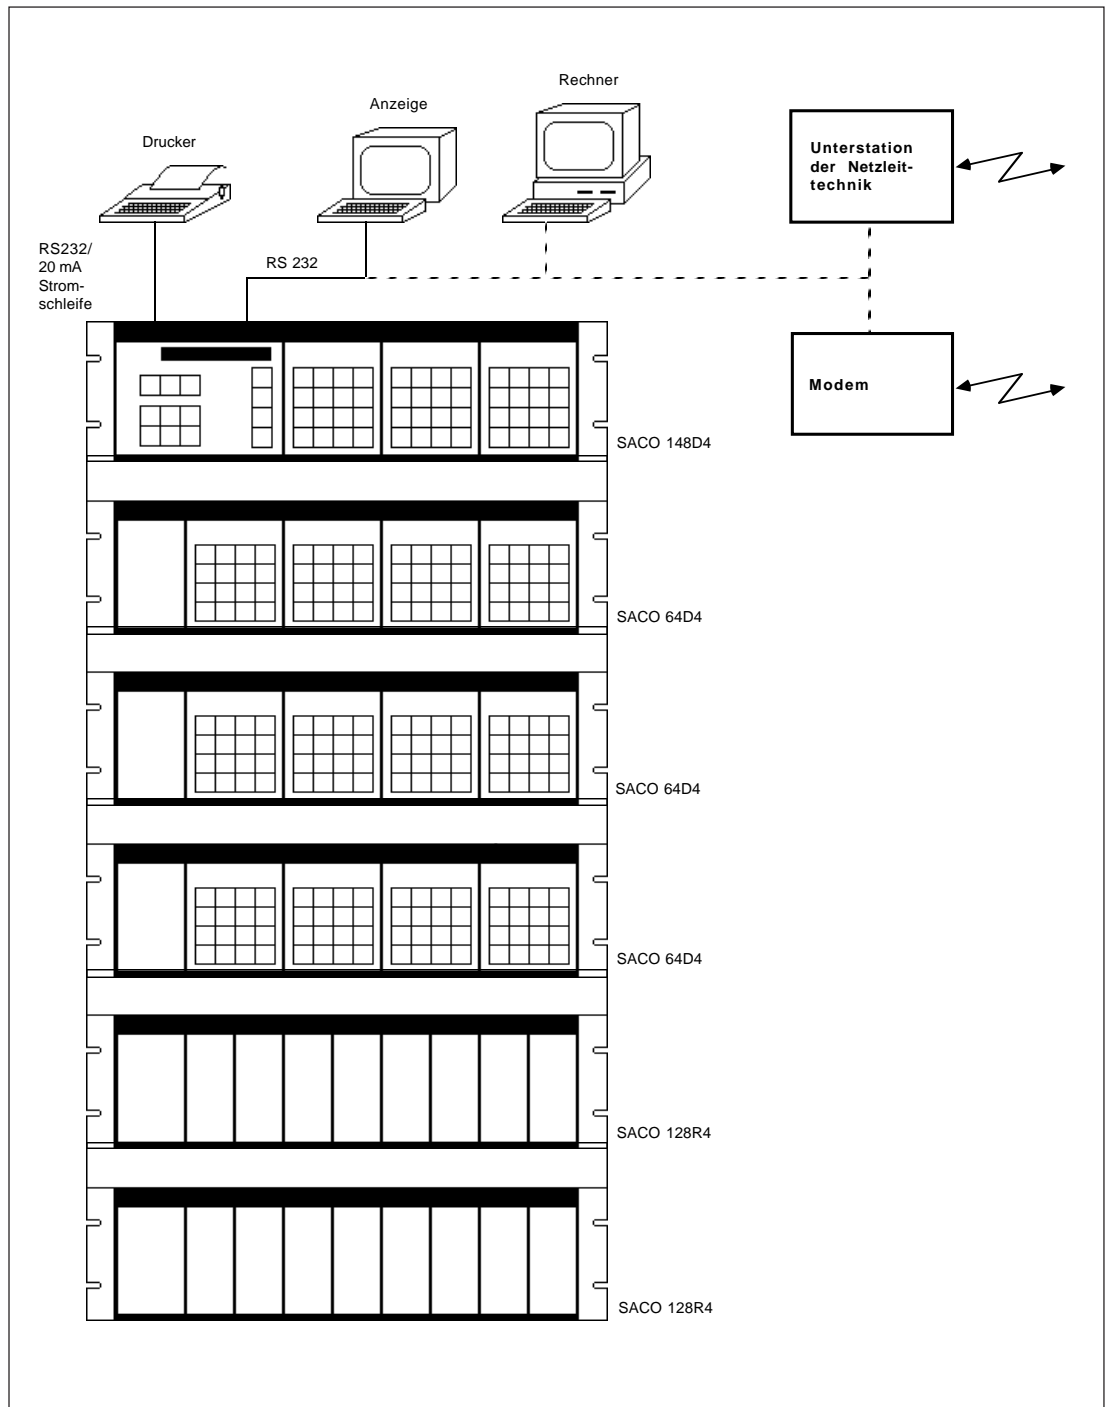 Rechner
Anzeige
Drucker
Unterstation
der Netzleit-
technik
RS232/
20 mA
Strom-
schleife
RS 232
Modem
SACO 148D4
SACO 64D4
SACO 64D4
SACO 64D4
SACO 128R4
SACO 128R4